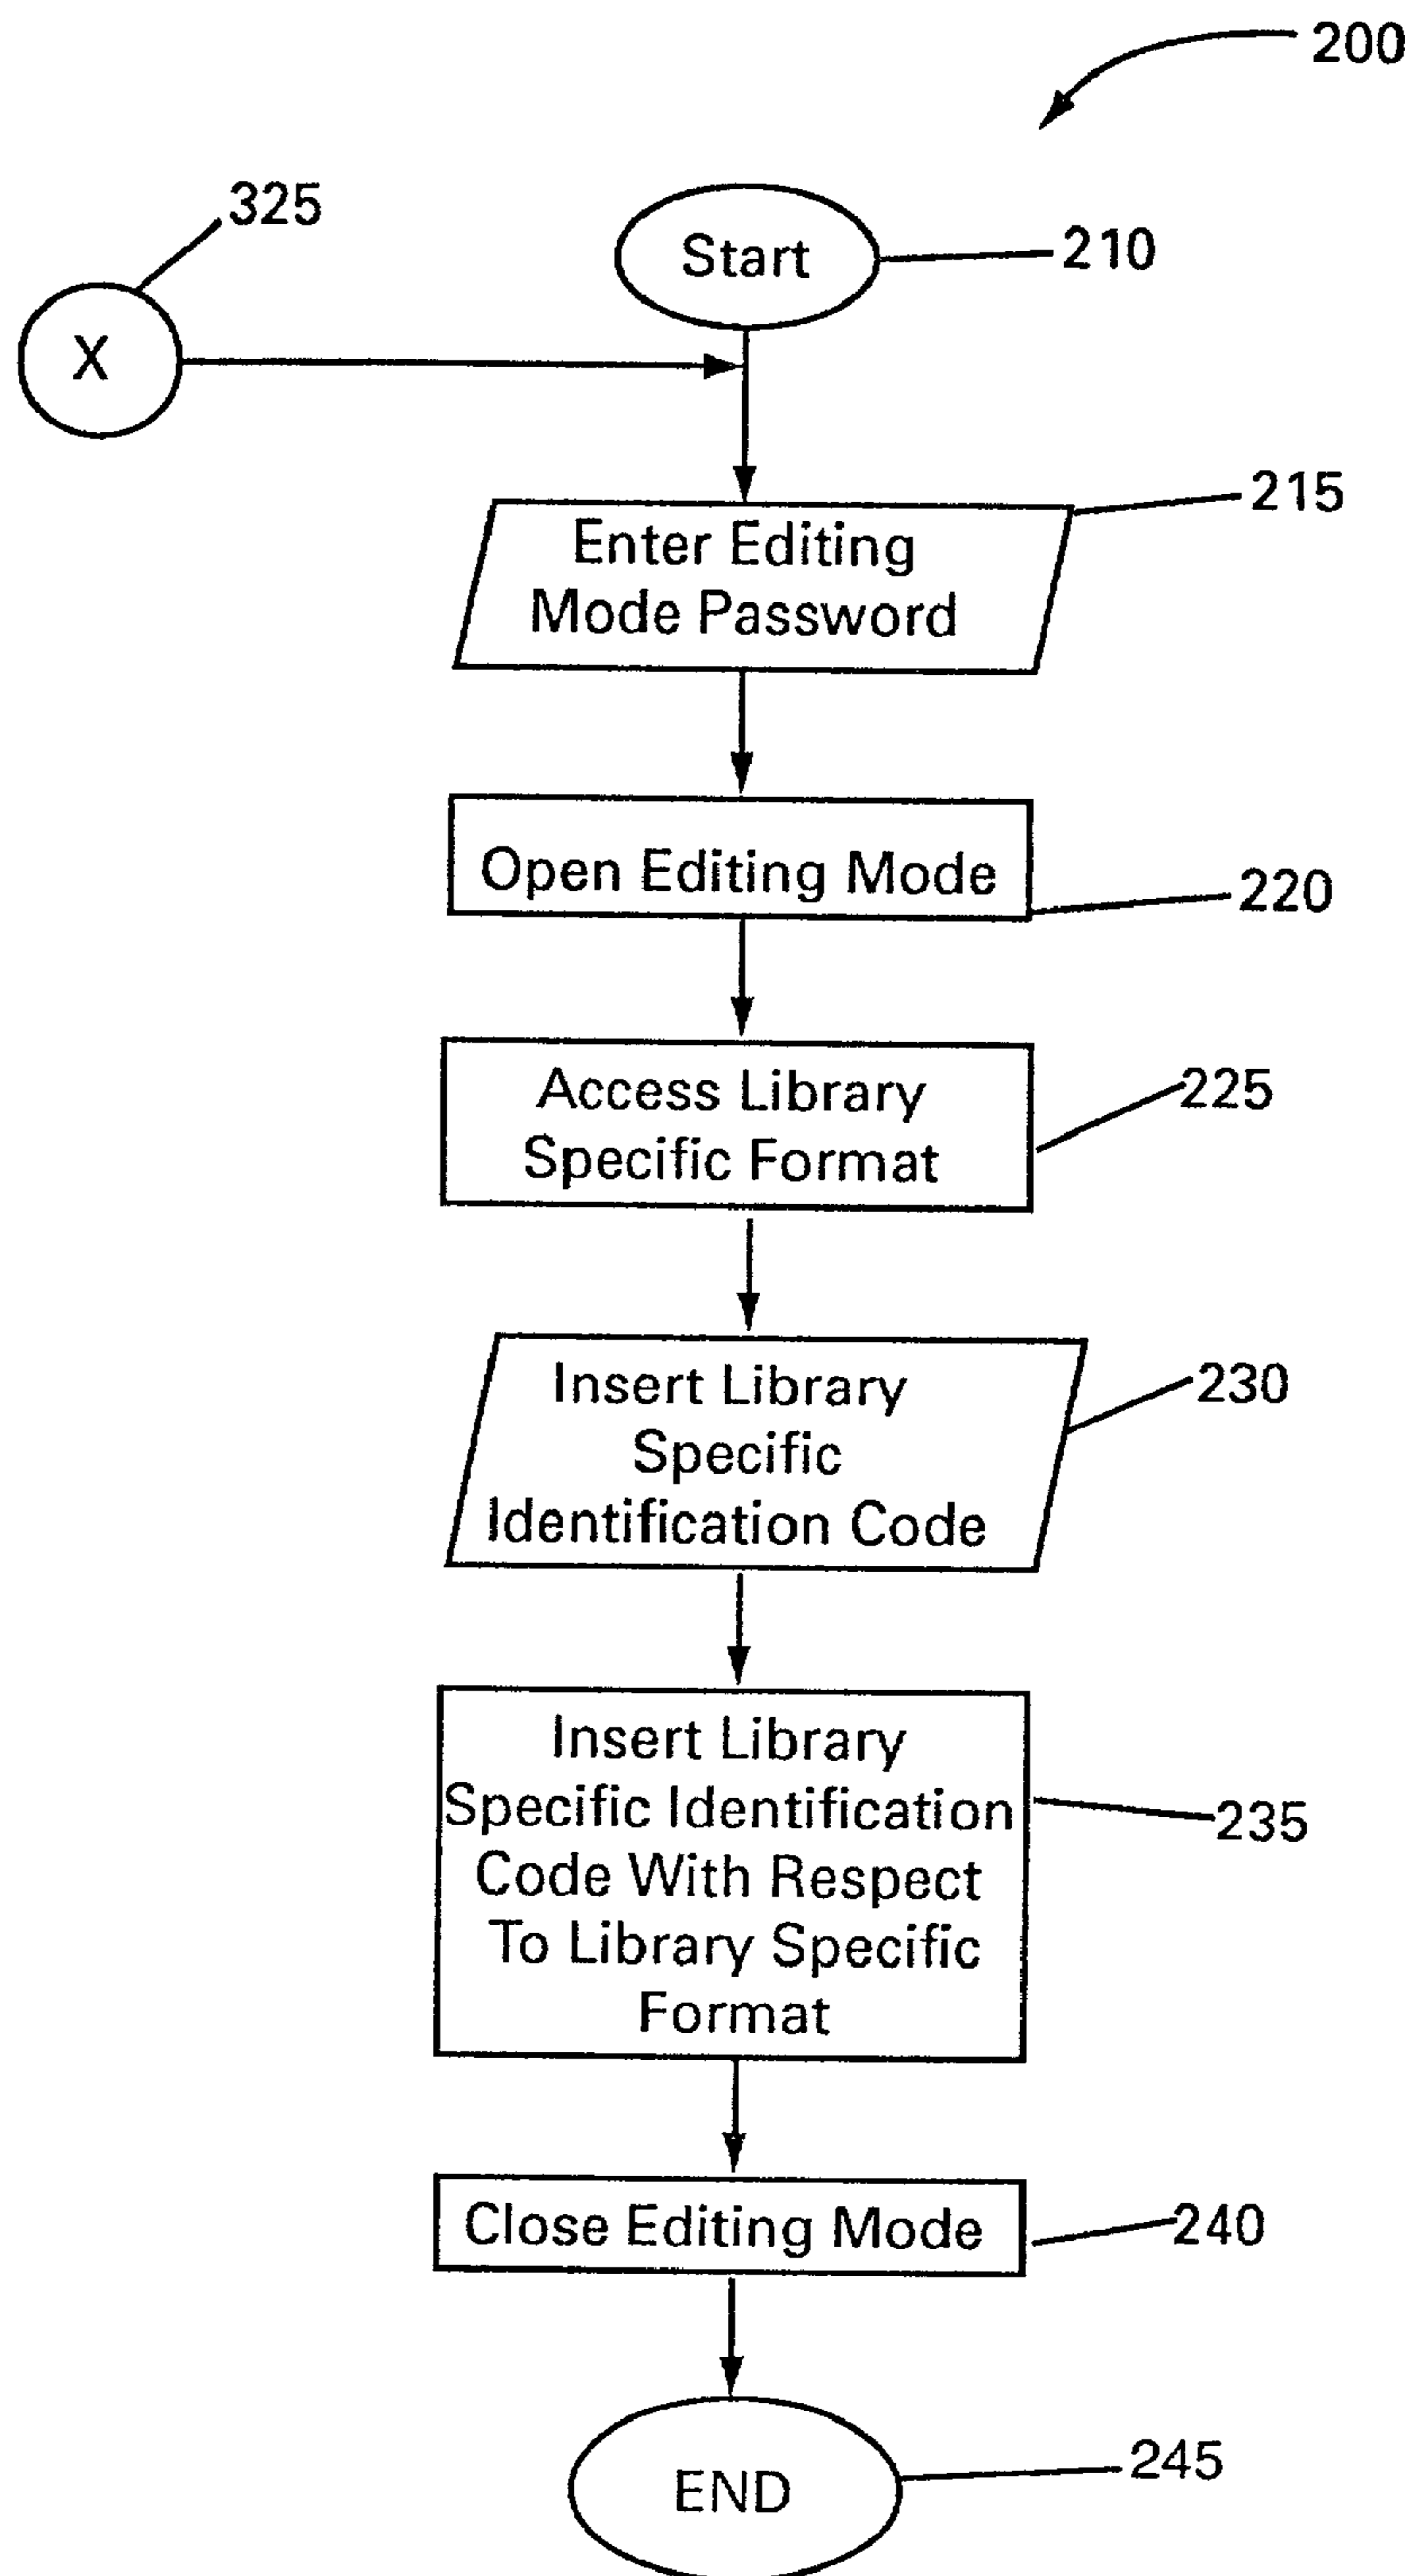 200
325
Start
210
X
215
Enter Editing
Mode Password
Open Editing Mode
220
Access Library
Specific Format
225
Insert Library
Specific
Identification Code
230
Insert Library
Specific Identification
Code With Respect
To Library Specific
Format
235
Close Editing Mode
240
END
245